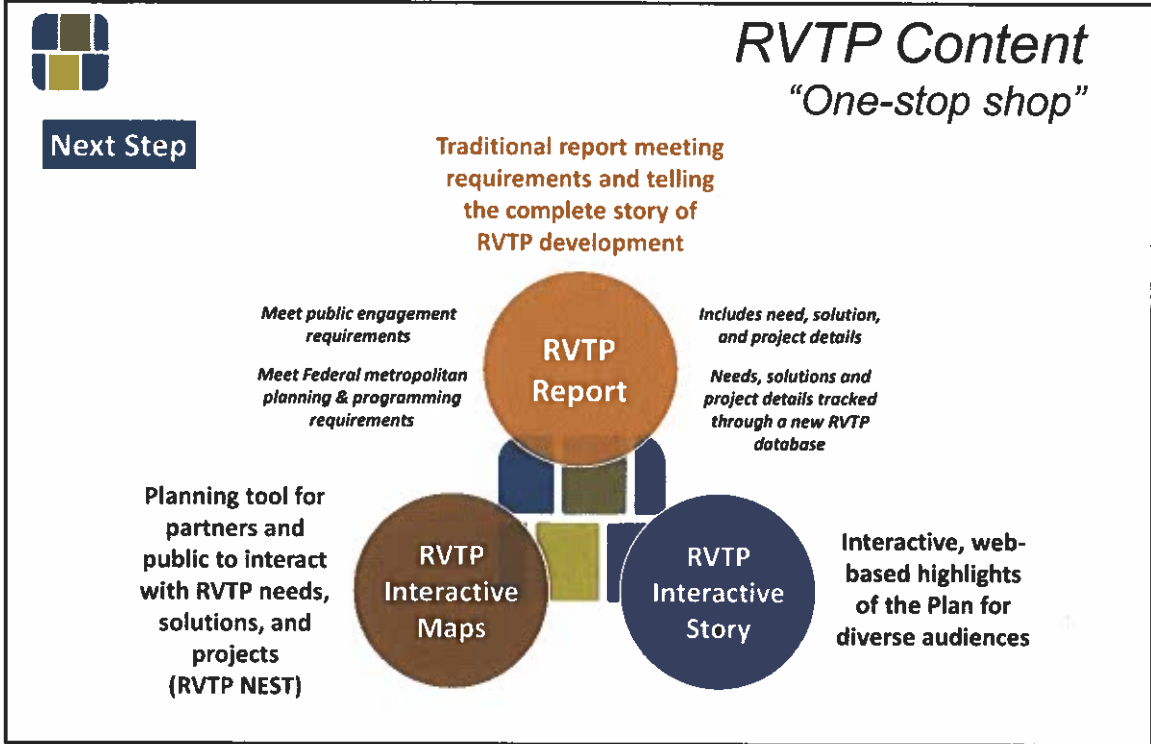 RVTP Content
"One-stop shop"
Next Step
Traditional report meeting
requirements and telling
the complete story of
RVTP development
Meet public engagement
requirements
Meet Federal metropolitan
planning & programming
requirements
RVTP
Report
Includes need, solution,
and project details
Needs, solutions and
project details tracked
through a new RVTP
database
Planning tool for
partners and
public to interact
with RVTP needs,
solutions, and
projects
(RVTP NEST)
RVTP
Interactive
Maps
RVTP
Interactive
Story
Interactive, web-
based highlights
of the Plan for
diverse audiences